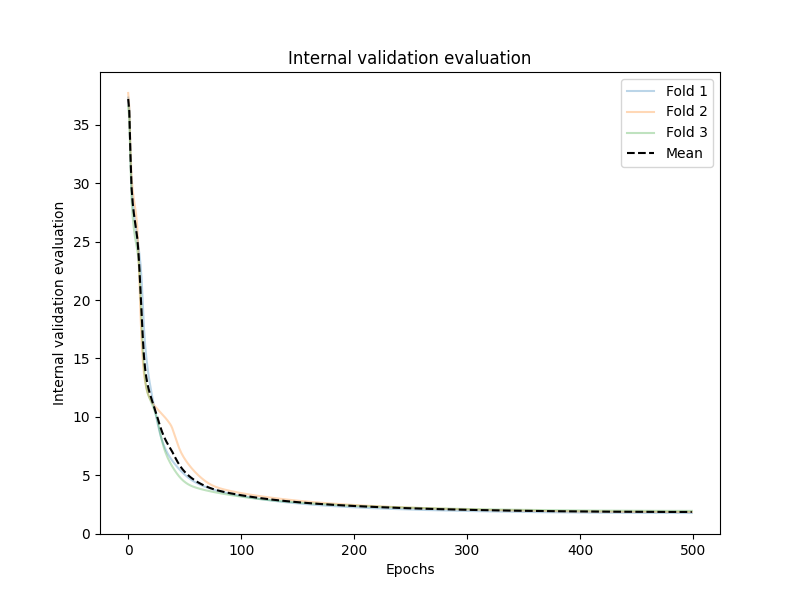 Internal validation evaluation
Fold 1
Fold 2
Fold 3
Mean
Internal validation evaluation
35
30
25
20
15
10
5
0
0 100 200 300 400 500
Epochs